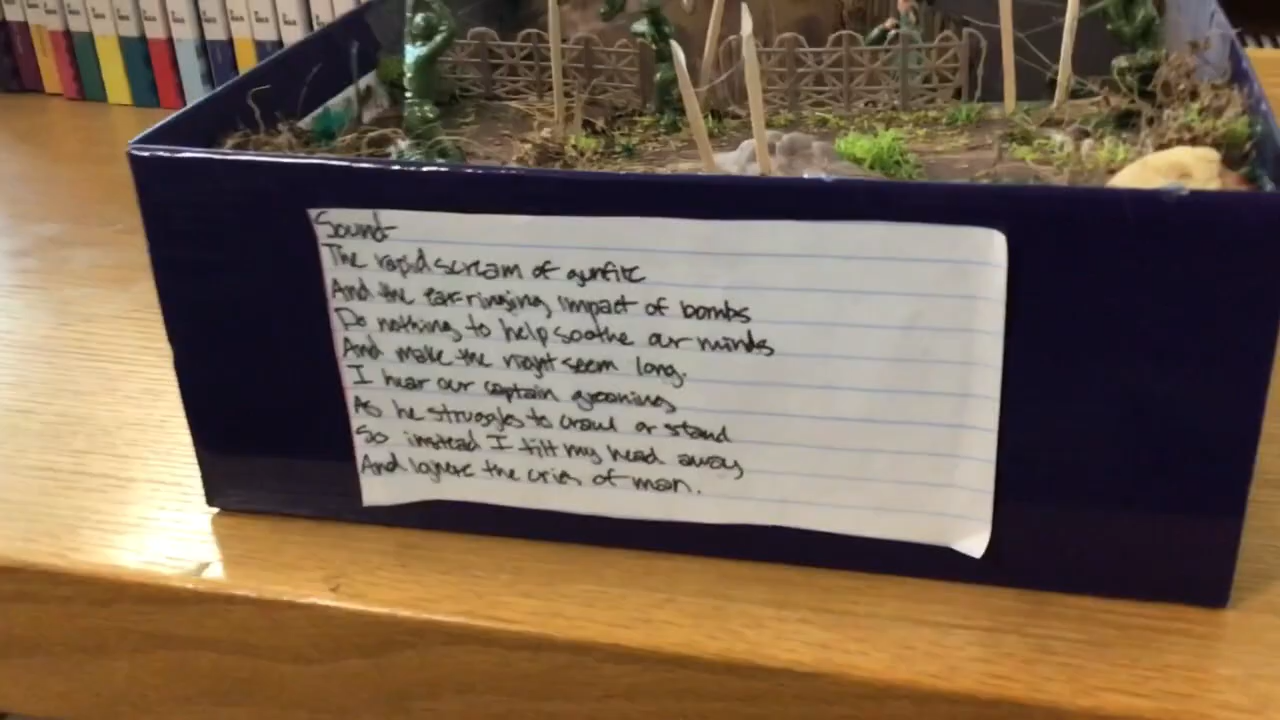 Sound
The rapid scream of gunfire
And the ear-ringing impact of bombs
Do nothing to help soothe our minds
And make the night seem long.
I hear our captain groaning
As he struggles to crawl or stand
So instead I tilt my head away
And ignore the cries of man.